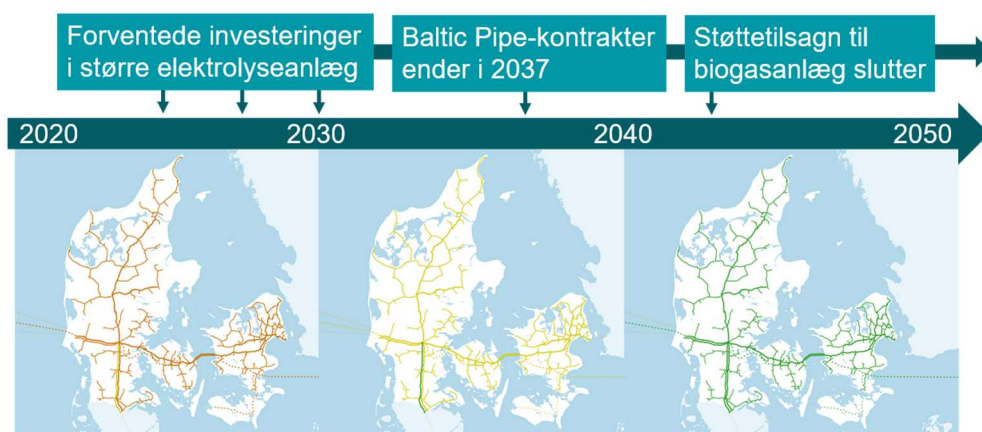 Forventede investeringer
i større elektrolyseanlæg
Baltic Pipe-kontrakter
ender i 2037
Støttetilsagn til
biogasanlæg slutter
2020
2030
2040
2050